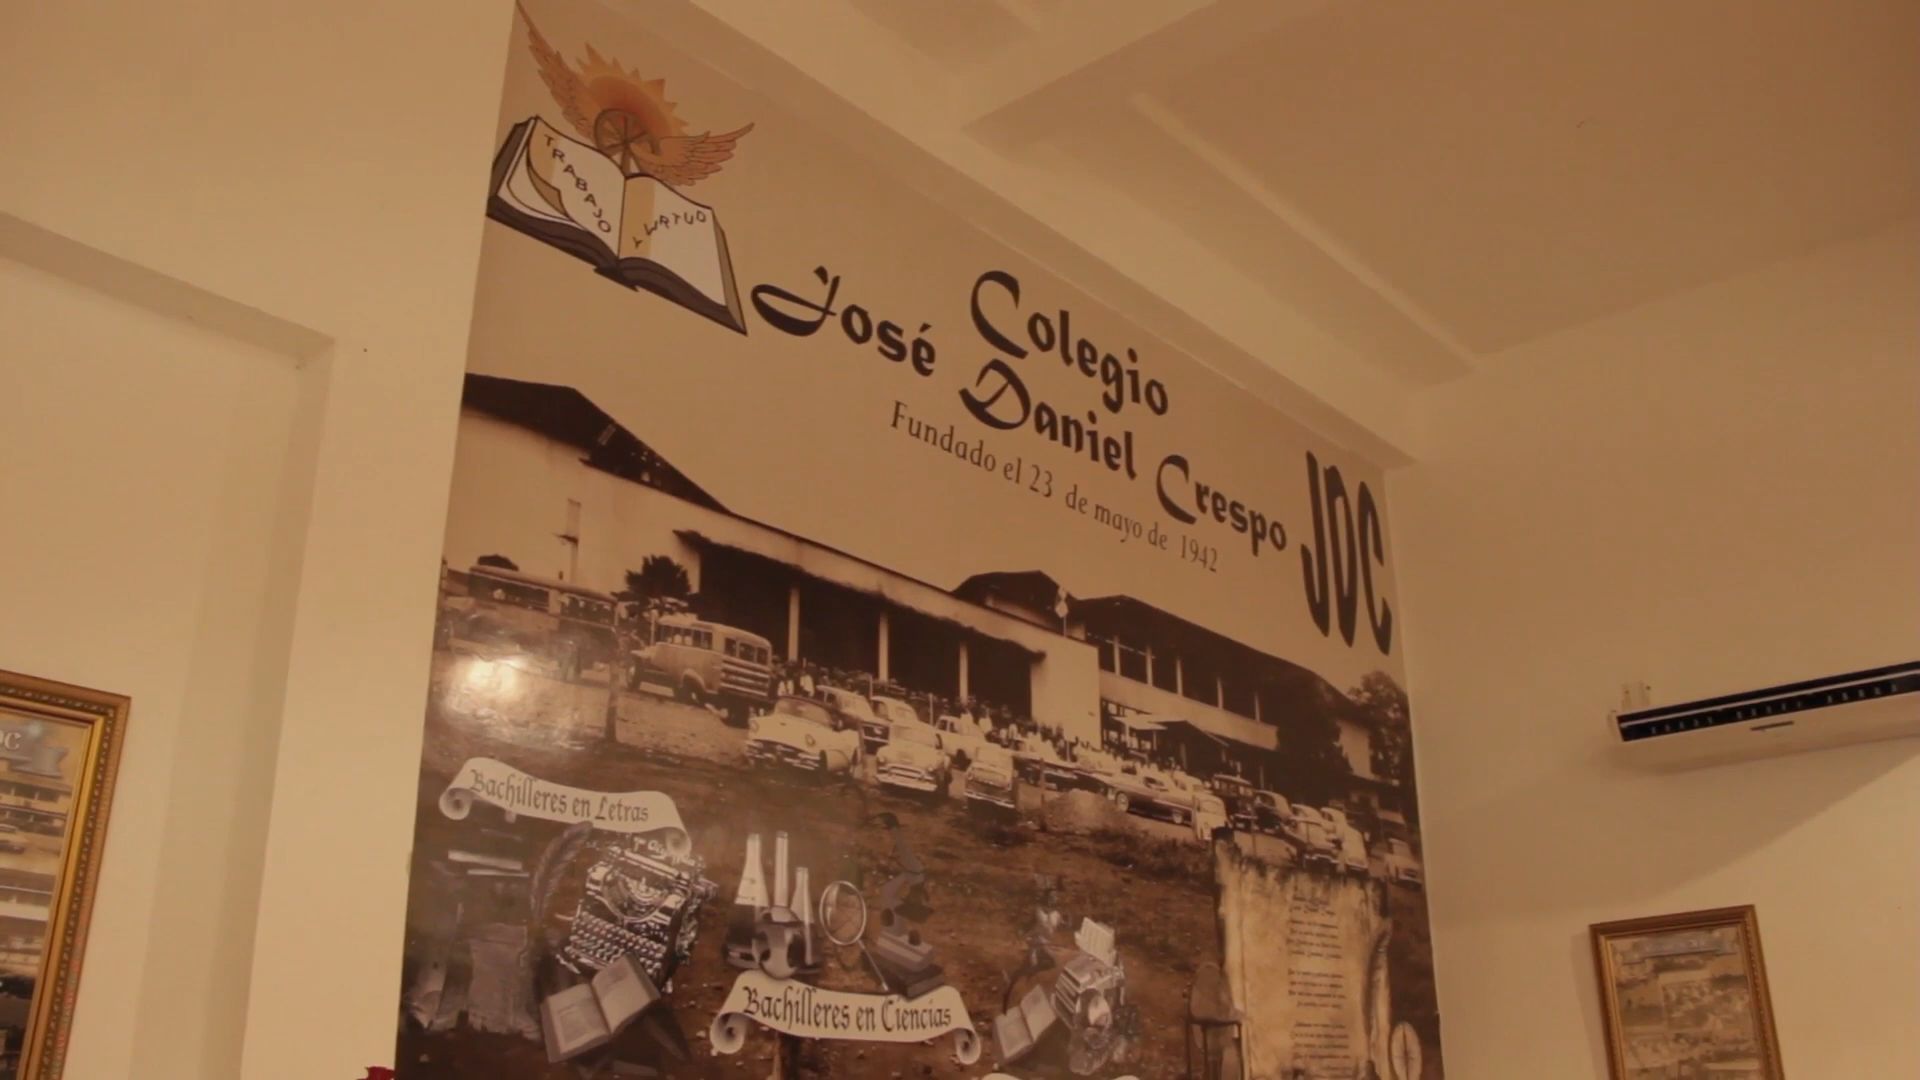 TRABAJO
Y VIRTUD
Colegio
José Daniel Crespo
Fundado el 23 de mayo de 1942
JDC
Bachilleres en Letras
Bachilleres en Ciencias